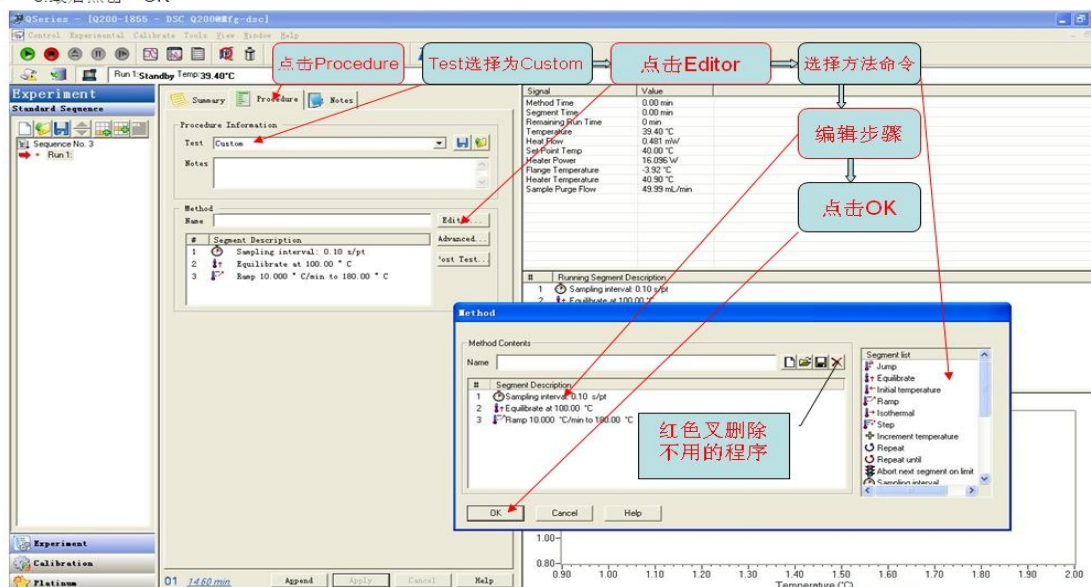 3.最后点击“OK”
QSeries - [Q200-1855 - DSC Q200@Mfg-dsc]
Control Experimental Calibrate Tools View Window Help
点击Procedure
Test选择为Custom
点击Editor
选择方法命令
编辑步骤
点击OK
Run 1: Standby Temp: 39.40°C
Experiment
Standard Sequence
Sequence No. 3
Run 1:
Summary
Procedure
Notes
Procedure Information
Test Custom
Notes
Method
Name
Advanced...
# Segment Description
1 Sampling interval: 0.10 s/pt
2 Equilibrate at 100.00 °C
3 Ramp 10.000 °C/min to 180.00 °C
Signal Value
Method Time 0.00 min
Segment Time 0.00 min
Remaining Run Time 0 min
Temperature 39.40 °C
Heat Flow 0.481 mW
Set Point Temp 40.00 °C
Heater Power 16.096 W
Flange Temperature -3.92 °C
Heater Temperature 40.90 °C
Sample Purge Flow 49.99 mL/min
# Running Segment Description
1 Sampling interval: 0.10 s/pt
2 Equilibrate at 100.00 °C
Method
Method Contents
Name
# Segment Description
1 Sampling interval: 0.10 s/pt
2 Equilibrate at 100.00 °C
3 Ramp 10.000 °C/min to 180.00 °C
红色叉删除
不用的程序
Segment list
Jump
Equilibrate
Initial temperature
Ramp
Isothermal
Step
Increment temperature
Repeat
Repeat until
Abort next segment on limit
Sampling interval
OK Cancel Help
Experiment
Calibration
Platinum
01 14.60 min
Append Apply Cancel Help
1.00
0.80
0.90 1.00 1.10 1.20 1.30 1.40 1.50 1.60 1.70 1.80 1.90 2.00
Temperature (°C)